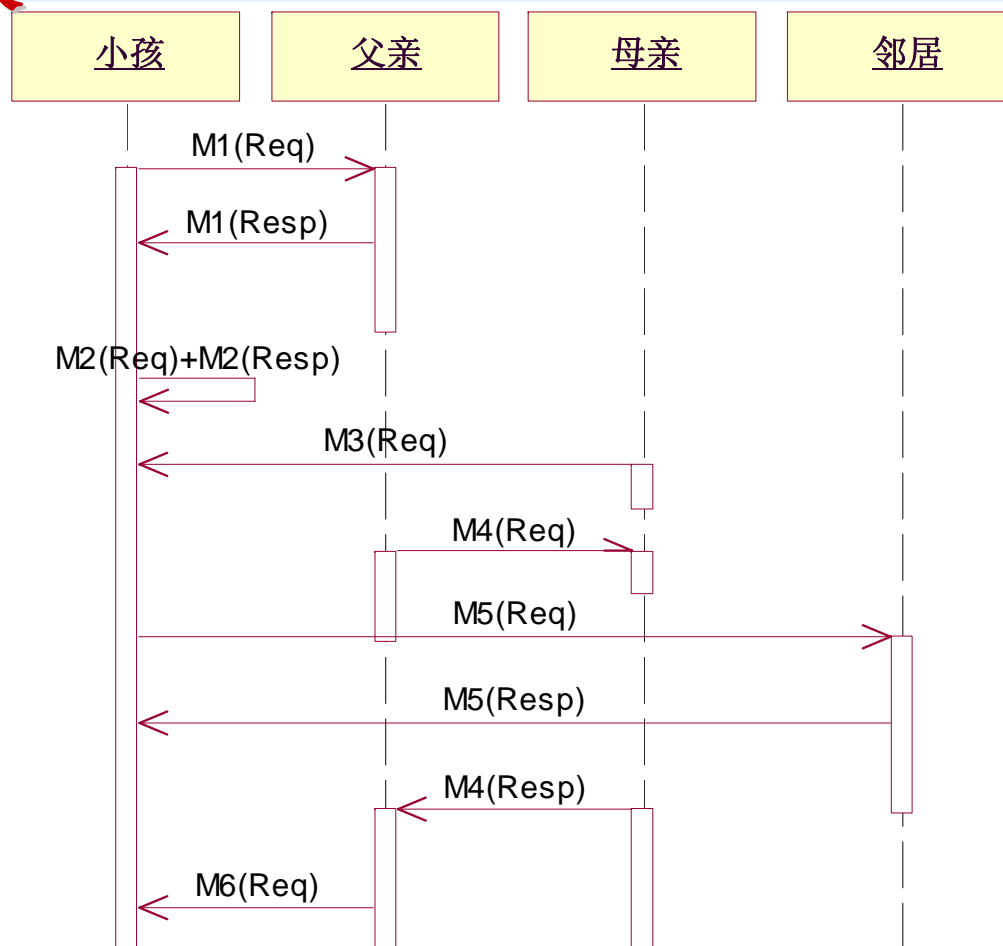 小孩 父亲 母亲 邻居
M1(Req)
M1(Resp)
M2(Req)+M2(Resp)
M3(Req)
M4(Req)
M5(Req)
M5(Resp)
M4(Resp)
M6(Req)